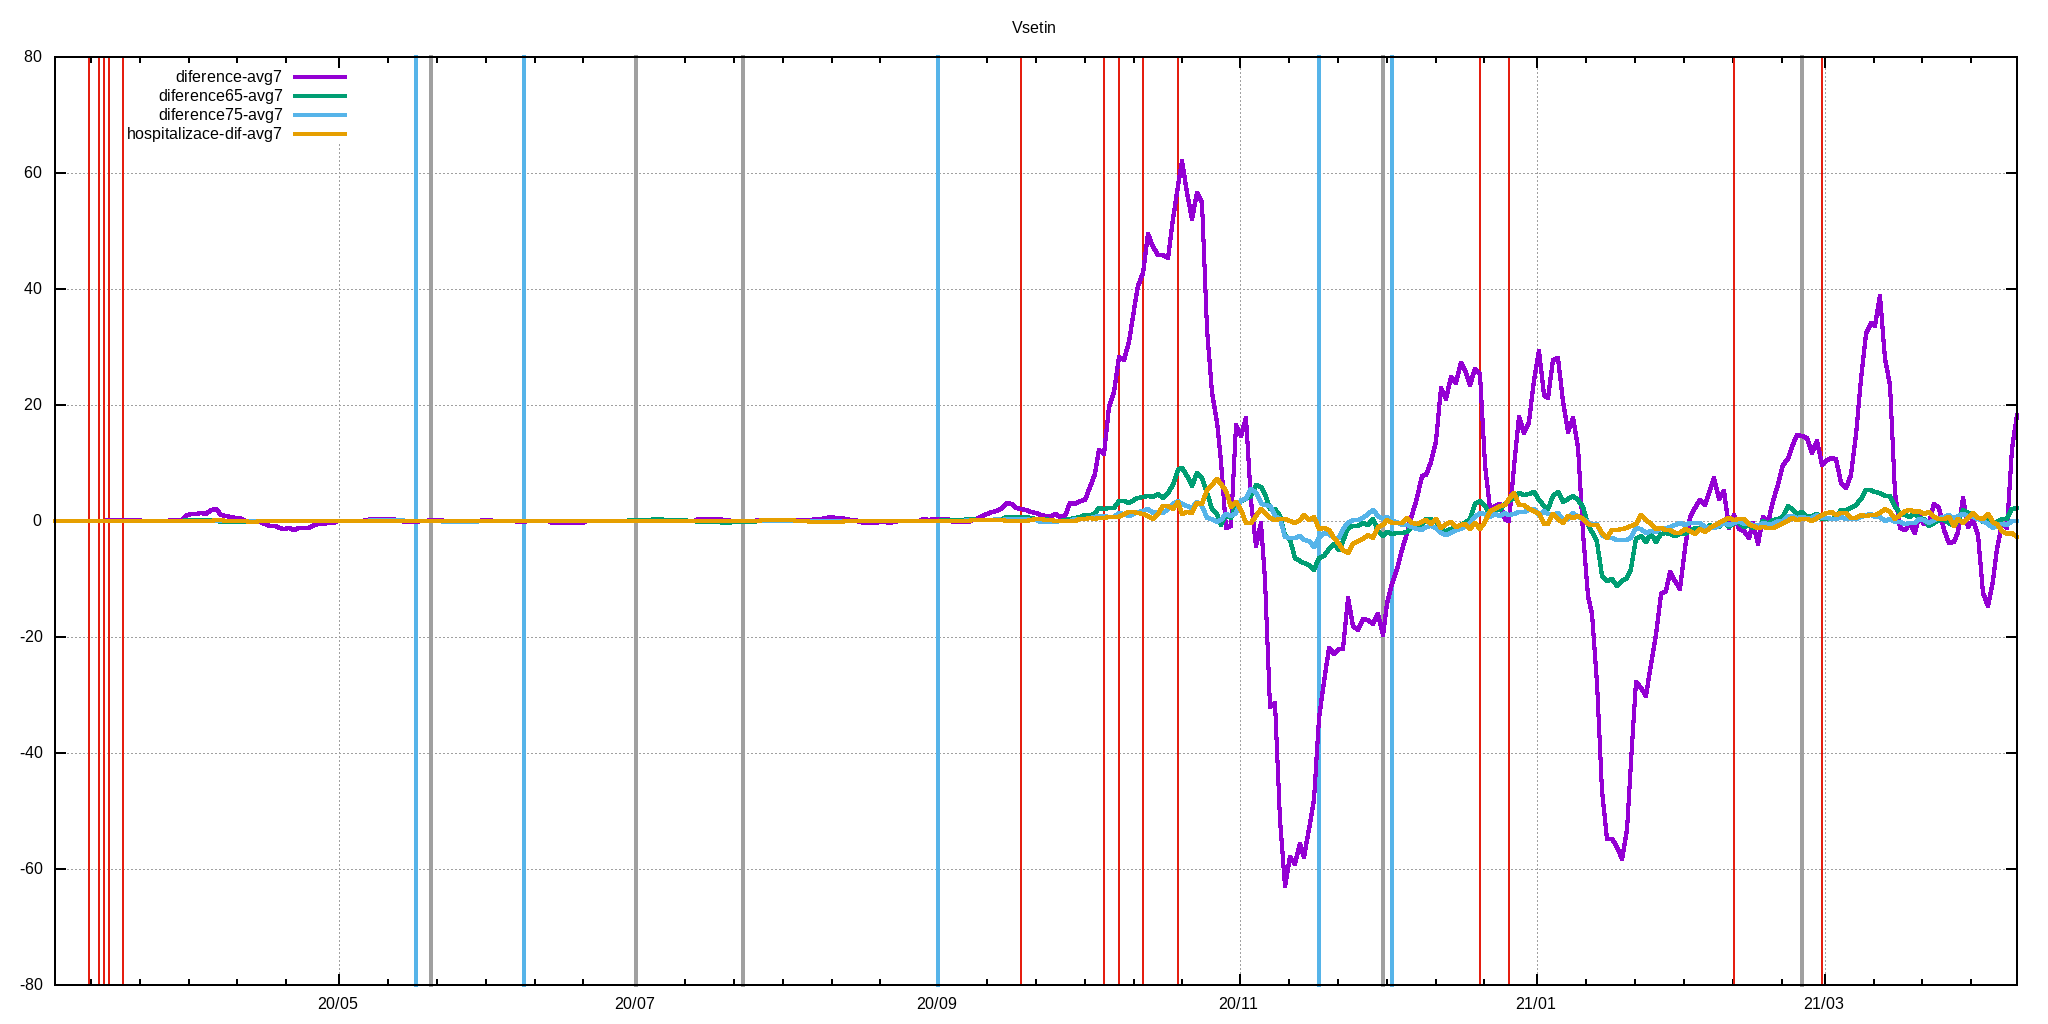 Vsetin
diference-avg7
diference65-avg7
diference75-avg7
hospitalizace-dif-avg7
80
60
40
20
0
-20
-40
-60
-80
20/05 20/07 20/09 20/11 21/01 21/03